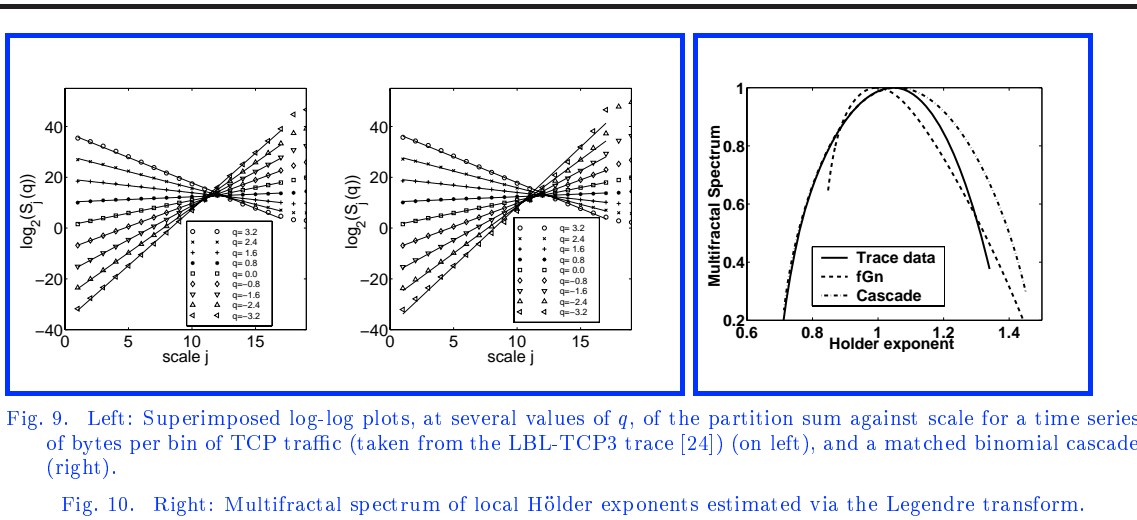 log2(Sj(q))
40
20
0
−20
−40
0 5 10 15
scale j
q= 3.2
q= 2.4
q= 1.6
q= 0.8
q= 0.0
q=−0.8
q=−1.6
q=−2.4
q=−3.2
log2(Sj(q))
40
20
0
−20
−40
0 5 10 15
scale j
q= 3.2
q= 2.4
q= 1.6
q= 0.8
q= 0.0
q=−0.8
q=−1.6
q=−2.4
q=−3.2
Multifractal Spectrum
1
0.8
0.6
0.4
0.2
0.6 0.8 1 1.2 1.4
Holder exponent
Trace data
fGn
Cascade
Fig. 9. Left: Superimposed log-log plots, at several values of q, of the partition sum against scale for a time series
of bytes per bin of TCP traffic (taken from the LBL-TCP3 trace [24]) (on left), and a matched binomial cascade
(right).
Fig. 10. Right: Multifractal spectrum of local Hölder exponents estimated via the Legendre transform.